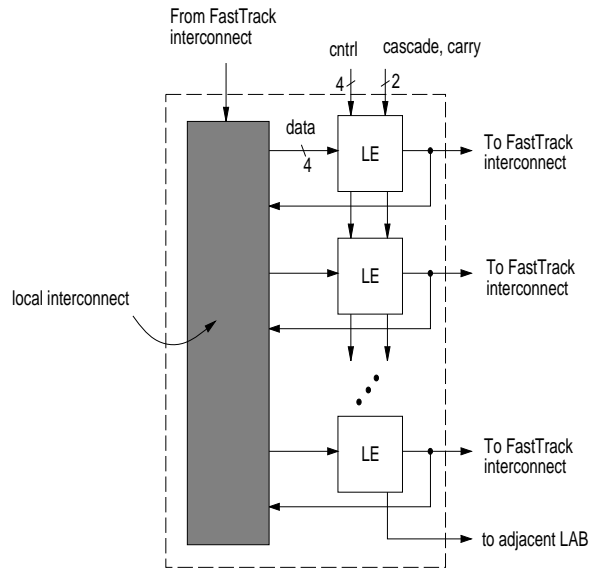 From FastTrack
interconnect
cntrl
cascade, carry
4
2
data
4
LE
To FastTrack
interconnect
LE
To FastTrack
interconnect
local interconnect
LE
To FastTrack
interconnect
to adjacent LAB